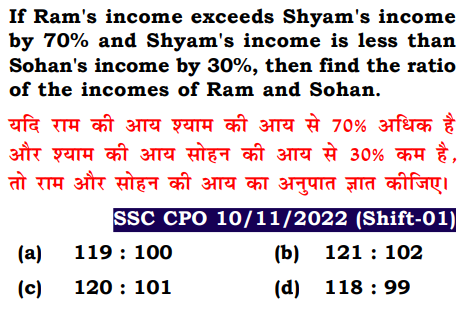 If Ram's income exceeds Shyam's income
by 70% and Shyam's income is less than
Sohan's income by 30%, then find the ratio
of the incomes of Ram and Sohan.
यदि राम की आय श्याम की आय से 70% अधिक है
और श्याम की आय सोहन की आय से 30% कम है,
तो राम और सोहन की आय का अनुपात ज्ञात कीजिए।
SSC CPO 10/11/2022 (Shift-01)
(a) 119 : 100 (b) 121 : 102
(c) 120 : 101 (d) 118 : 99